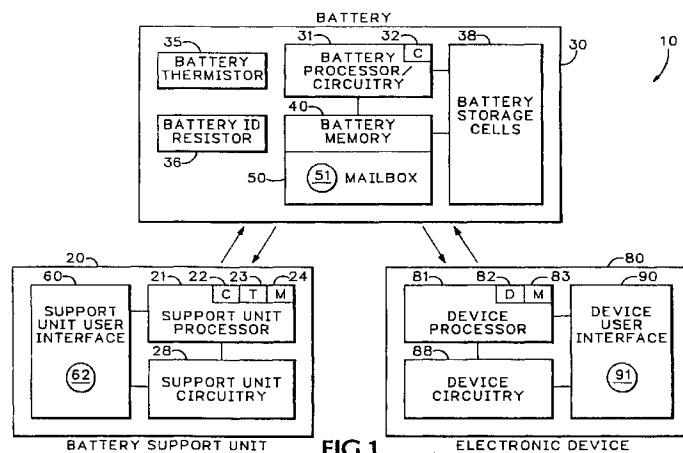 BATTERY
35
31
32
38
30
10
C
BATTERY
THERMISTOR
BATTERY
PROCESSOR/
CIRCUITRY
BATTERY
STORAGE
CELLS
40
BATTERY ID
RESISTOR
BATTERY
MEMORY
36
50
51 MAILBOX
60
20
21
22
23
24
C T M
SUPPORT
UNIT USER
INTERFACE
SUPPORT UNIT
PROCESSOR
28
62
SUPPORT UNIT
CIRCUITRY
BATTERY SUPPORT UNIT
80
81
82
83
90
D M
DEVICE
PROCESSOR
DEVICE
USER
INTERFACE
88
DEVICE
CIRCUITRY
91
ELECTRONIC DEVICE
FIG.1